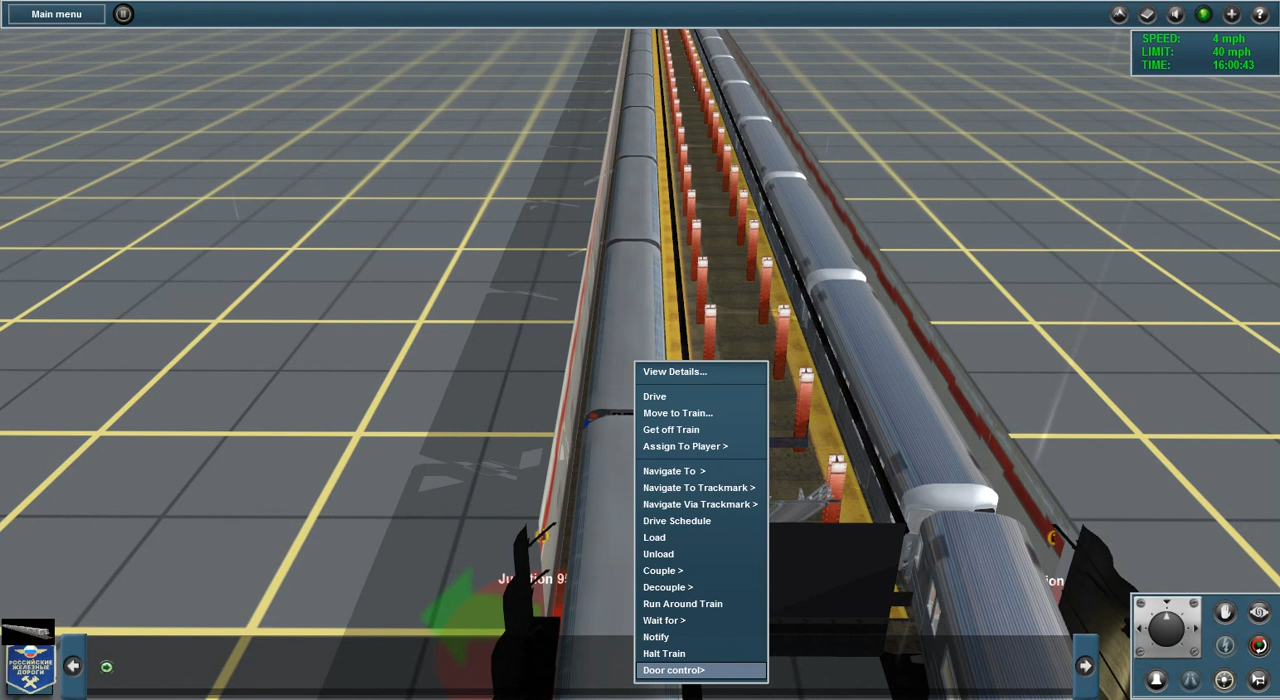 Main menu
SPEED: 4 mph
LIMIT: 40 mph
TIME: 16:00:43
View Details...
Drive
Move to Train...
Get off Train
Assign To Player >
Navigate To >
Navigate To Trackmark >
Navigate Via Trackmark >
Drive Schedule
Load
Unload
Couple >
Decouple >
Run Around Train
Wait for >
Notify
Halt Train
Door control>
РОССИЙСКИЕ
ЖЕЛЕЗНЫЕ
ДОРОГИ